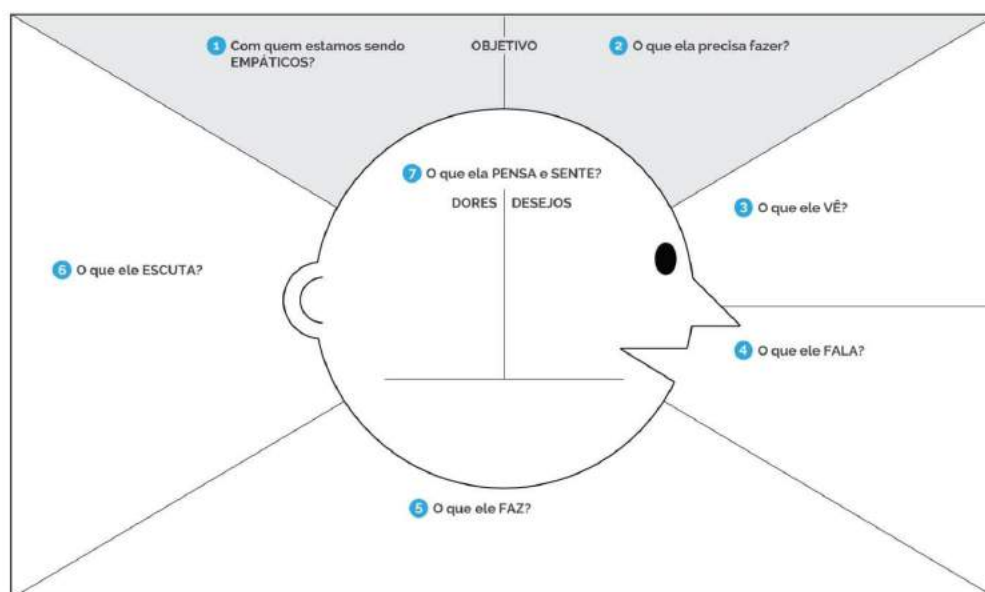 1 Com quem estamos sendo
EMPÁTICOS?
OBJETIVO
2 O que ela precisa fazer?
7 O que ela PENSA e SENTE?
DORES DESEJOS
3 O que ele VÊ?
6 O que ele ESCUTA?
4 O que ele FALA?
5 O que ele FAZ?